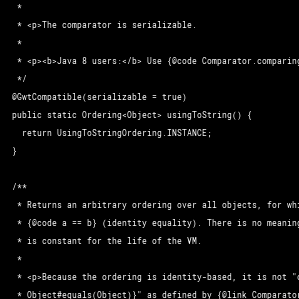 *
* <p>The comparator is serializable.
*
* <p><b>Java 8 users:</b> Use {@code Comparator.comparing
*/
@GwtCompatible(serializable = true)
public static Ordering<Object> usingToString() {
return UsingToStringOrdering.INSTANCE;
}
/**
* Returns an arbitrary ordering over all objects, for whi
* {@code a == b} (identity equality). There is no meaning
* is constant for the life of the VM.
*
* <p>Because the ordering is identity-based, it is not "c
* Object#equals(Object)}" as defined by {@link Comparato